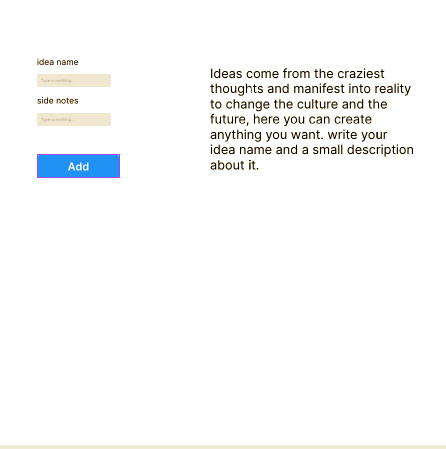 idea name
Type something...
side notes
Type something...
Add
Ideas come from the craziest
thoughts and manifest into reality
to change the culture and the
future, here you can create
anything you want. write your
idea name and a small description
about it.